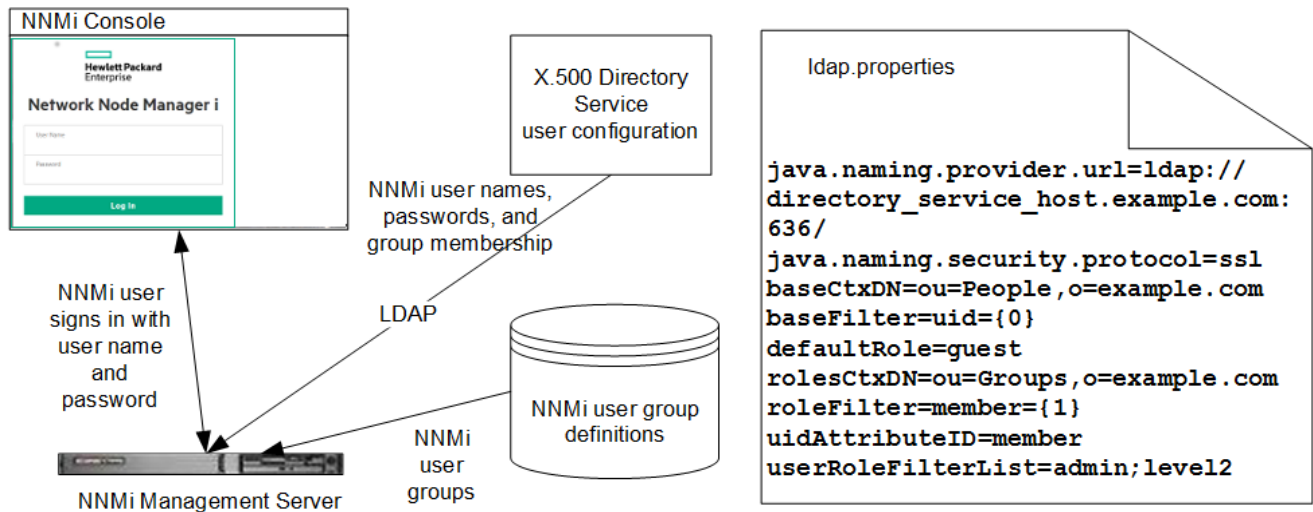 NNMi Console
Hewlett Packard
Enterprise
Network Node Manager i
User Name
Password
Log In
NNMi user
signs in with
user name
and
password
NNMi Management Server
X.500 Directory
Service
user configuration
NNMi user names,
passwords, and
group membership
LDAP
NNMi user group
definitions
NNMi
user
groups
ldap.properties
java.naming.provider.url=ldap://
directory_service_host.example.com:
636/
java.naming.security.protocol=ssl
baseCtxDN=ou=People,o=example.com
baseFilter=uid={0}
defaultRole=guest
rolesCtxDN=ou=Groups,o=example.com
roleFilter=member={1}
uidAttributeID=member
userRoleFilterList=admin;level2